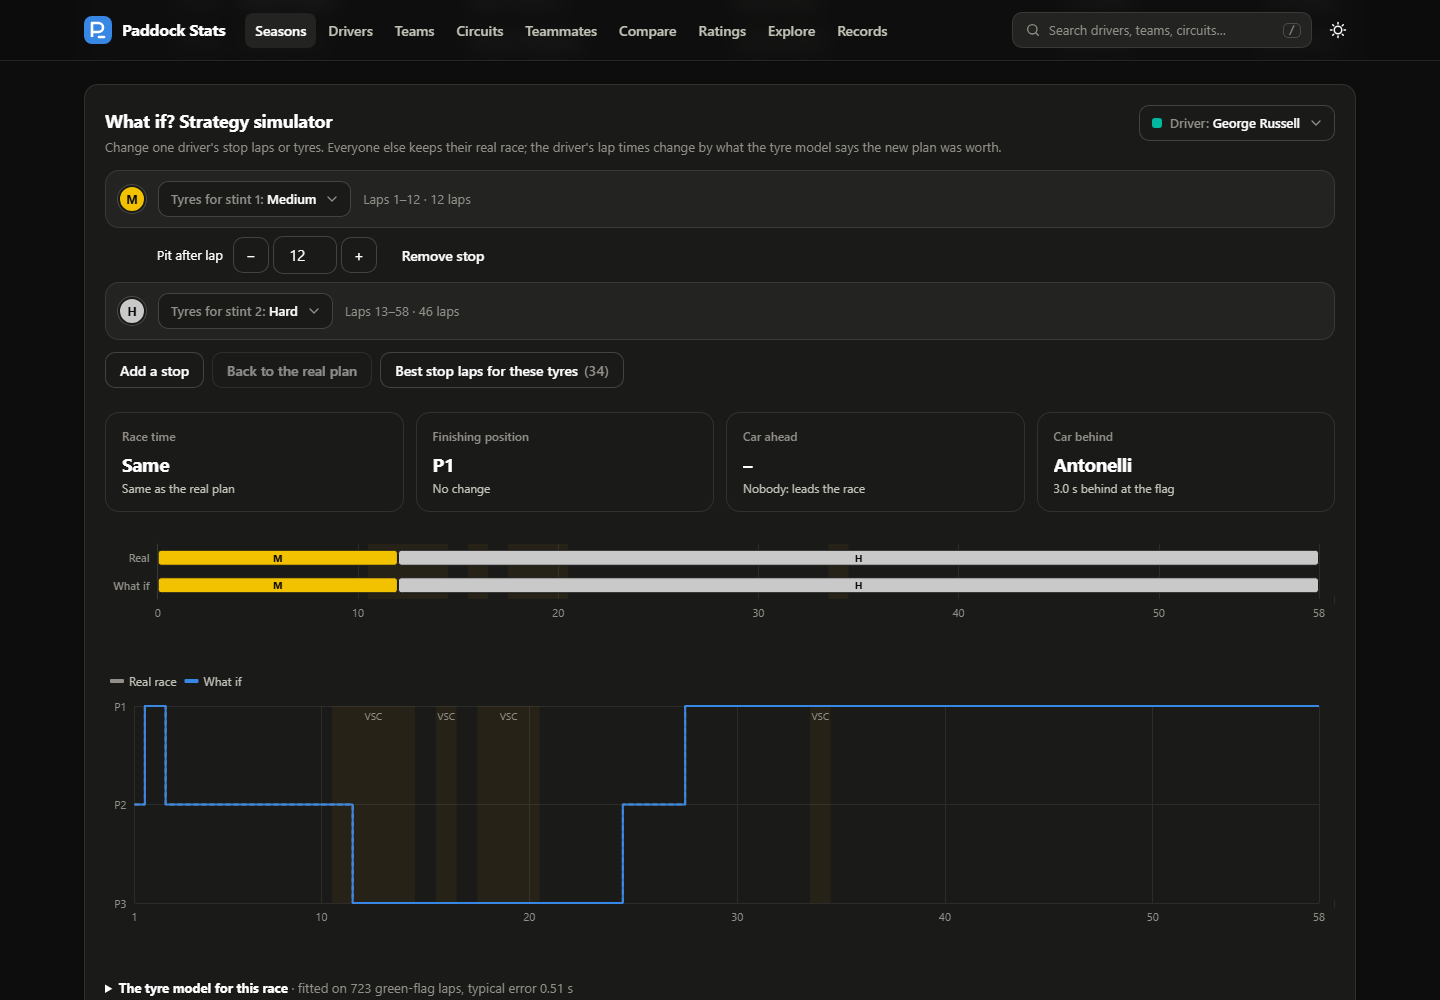 Paddock Stats Seasons Drivers Teams Circuits Teammates Compare Ratings Explore Records Search drivers, teams, circuits... /
What if? Strategy simulator
Driver: George Russell
Change one driver's stop laps or tyres. Everyone else keeps their real race; the driver's lap times change by what the tyre model says the new plan was worth.
M Tyres for stint 1: Medium Laps 1–12 · 12 laps
Pit after lap – 12 + Remove stop
H Tyres for stint 2: Hard Laps 13–58 · 46 laps
Add a stop Back to the real plan Best stop laps for these tyres (34)
Race time
Same
Same as the real plan
Finishing position
P1
No change
Car ahead
–
Nobody: leads the race
Car behind
Antonelli
3.0 s behind at the flag
Real M H
What if M H
0 10 20 30 40 50 58
Real race What if
P1 VSC VSC VSC VSC
P2
P3
1 10 20 30 40 50 58
The tyre model for this race · fitted on 723 green-flag laps, typical error 0.51 s